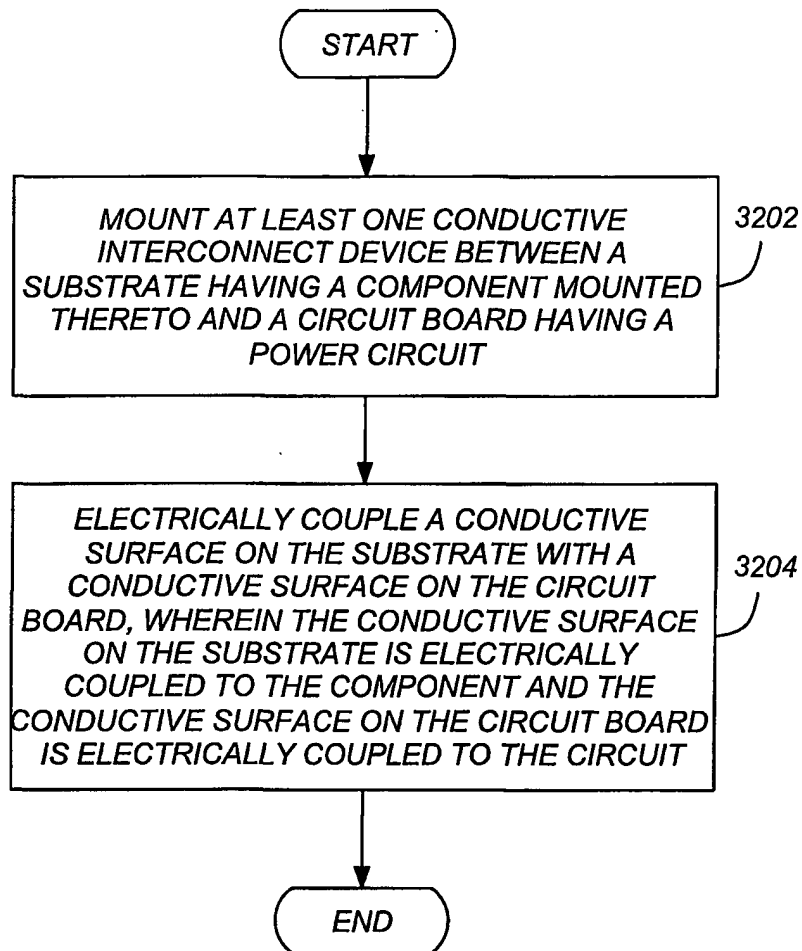 START
MOUNT AT LEAST ONE CONDUCTIVE
INTERCONNECT DEVICE BETWEEN A
SUBSTRATE HAVING A COMPONENT MOUNTED
THERETO AND A CIRCUIT BOARD HAVING A
POWER CIRCUIT
3202
ELECTRICALLY COUPLE A CONDUCTIVE
SURFACE ON THE SUBSTRATE WITH A
CONDUCTIVE SURFACE ON THE CIRCUIT
BOARD, WHEREIN THE CONDUCTIVE SURFACE
ON THE SUBSTRATE IS ELECTRICALLY
COUPLED TO THE COMPONENT AND THE
CONDUCTIVE SURFACE ON THE CIRCUIT BOARD
IS ELECTRICALLY COUPLED TO THE CIRCUIT
3204
END